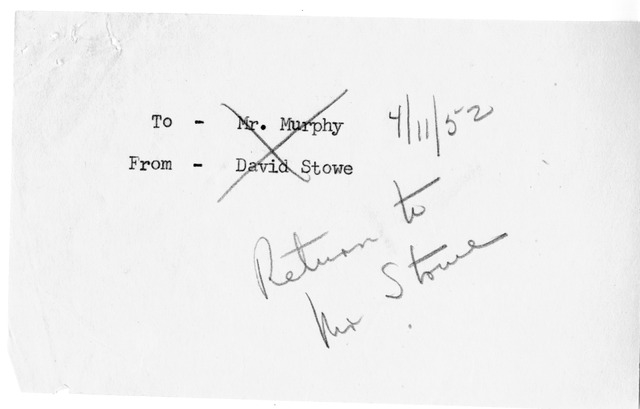 To - Mr. Murphy 4/11/52
From - David Stowe
Return to
Mr Stowe